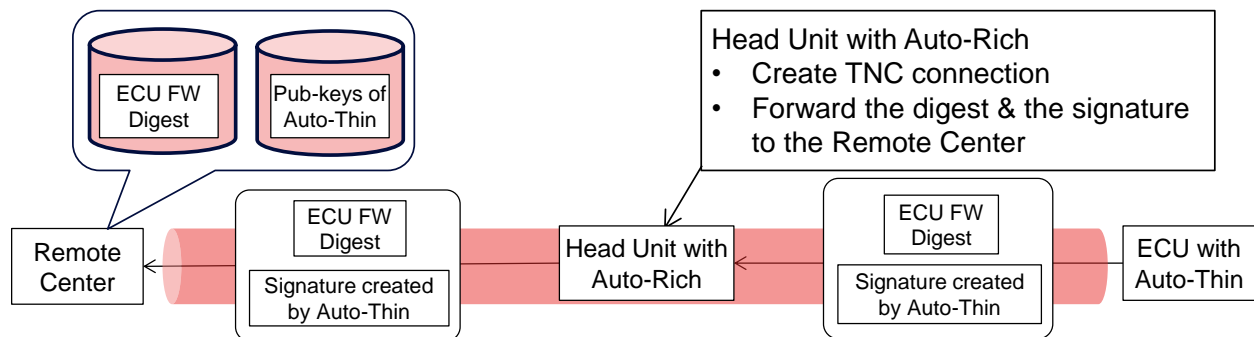 ECU FW
Digest
Pub-keys of
Auto-Thin
Head Unit with Auto-Rich
• Create TNC connection
• Forward the digest & the signature
to the Remote Center
Remote
Center
ECU FW
Digest
Signature created
by Auto-Thin
Head Unit with
Auto-Rich
ECU FW
Digest
Signature created
by Auto-Thin
ECU with
Auto-Thin